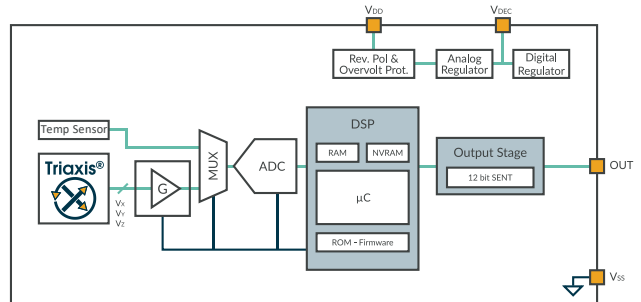 VDD
VDEC
Rev. Pol &
Overvolt Prot.
Analog
Regulator
Digital
Regulator
Temp Sensor
Triaxis®
VX
VY
VZ
G
MUX
ADC
DSP
RAM
NVRAM
µC
ROM – Firmware
Output Stage
12 bit SENT
OUT
VSS